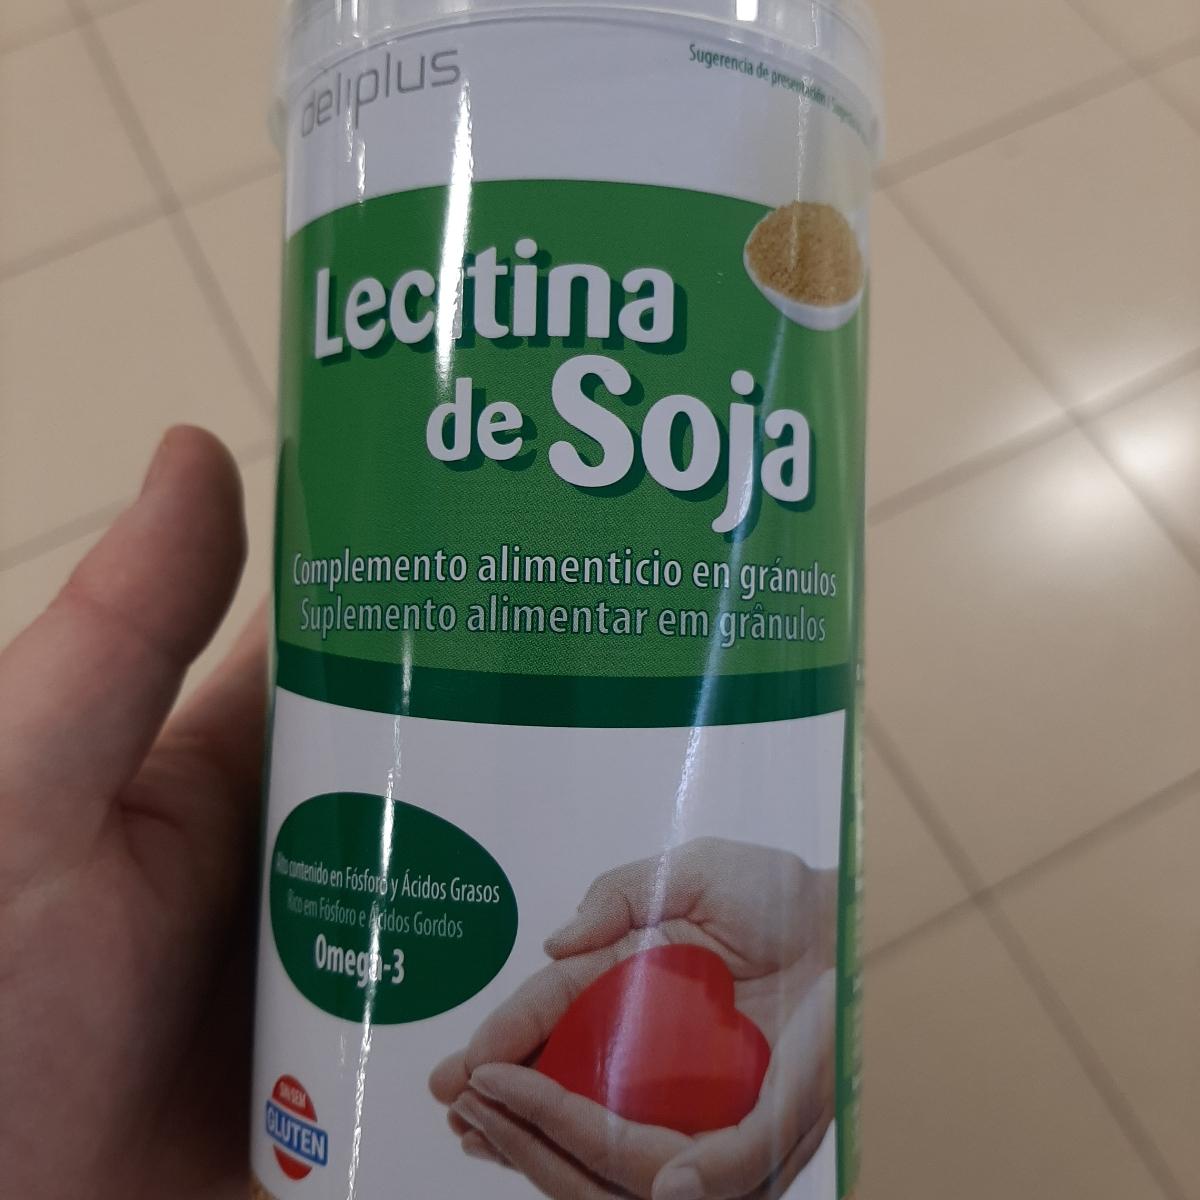 deliplus
Sugerencia de presentación /
Lecitina
de Soja
Complemento alimenticio en gránulos
Suplemento alimentar em grânulos
Alto contenido en Fósforo y Ácidos Grasos
Rico em Fósforo e Ácidos Gordos
Omega-3
SIN/SEM
GLUTEN